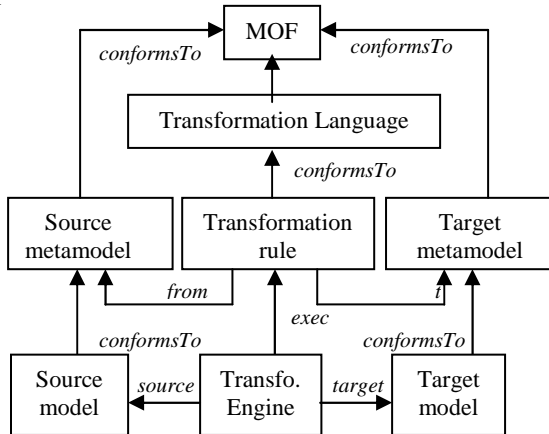 MOF
conformsTo
conformsTo
Transformation Language
conformsTo
Source
metamodel
Transformation
rule
Target
metamodel
from
t
exec
conformsTo
conformsTo
Source
model
source
Transfo.
Engine
target
Target
model